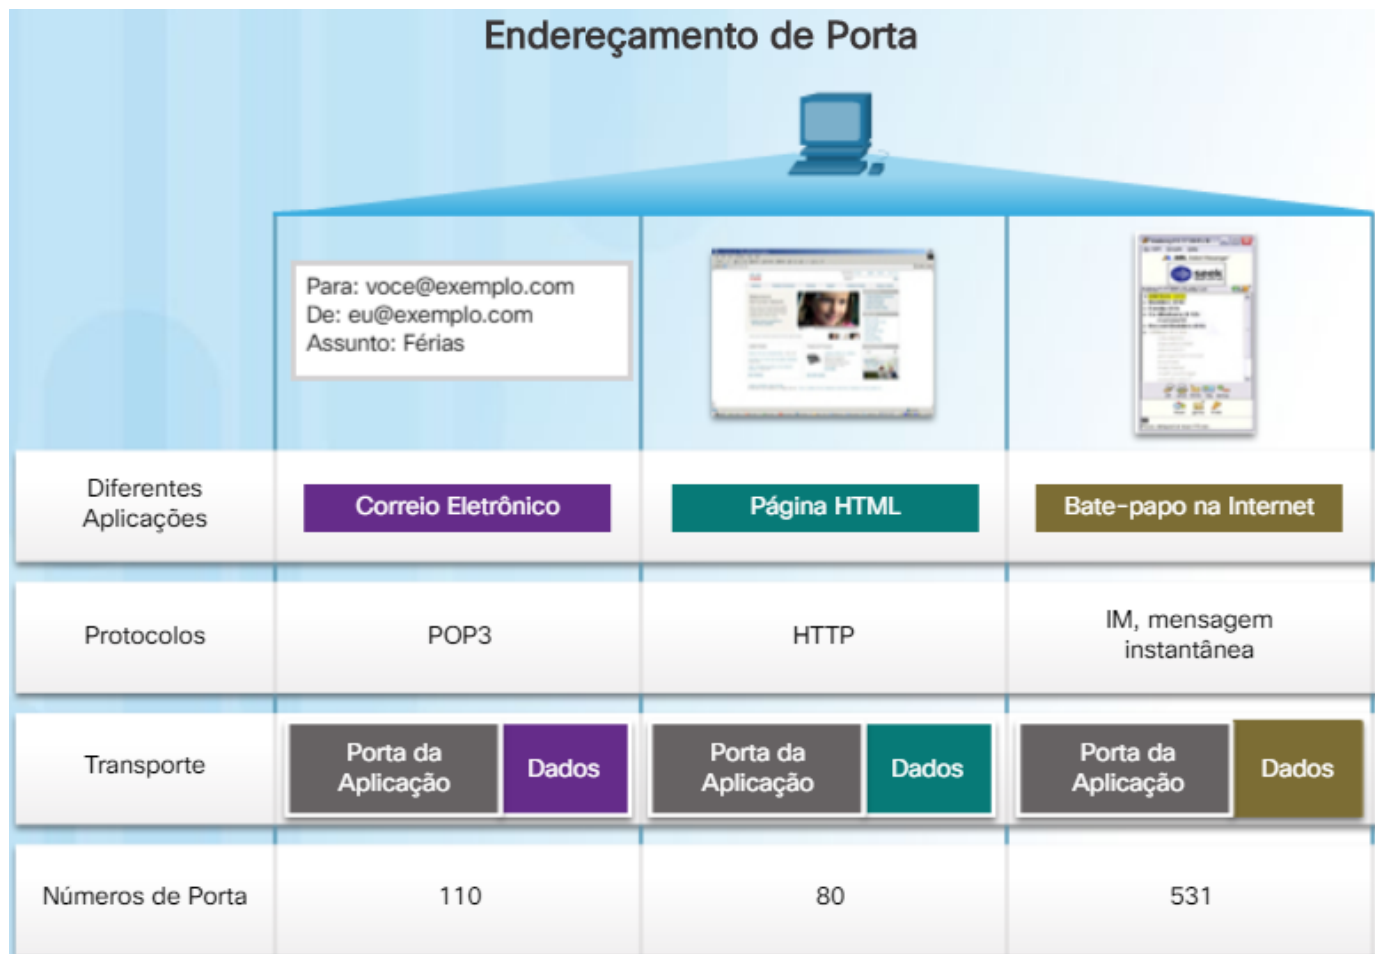 Endereçamento de Porta
Para: voce@exemplo.com
De: eu@exemplo.com
Assunto: Férias
seek
Diferentes
Aplicações
Correio Eletrônico
Página HTML
Bate-papo na Internet
Protocolos
POP3
HTTP
IM, mensagem
instantânea
Transporte
Porta da
Aplicação
Dados
Porta da
Aplicação
Dados
Porta da
Aplicação
Dados
Números de Porta
110
80
531